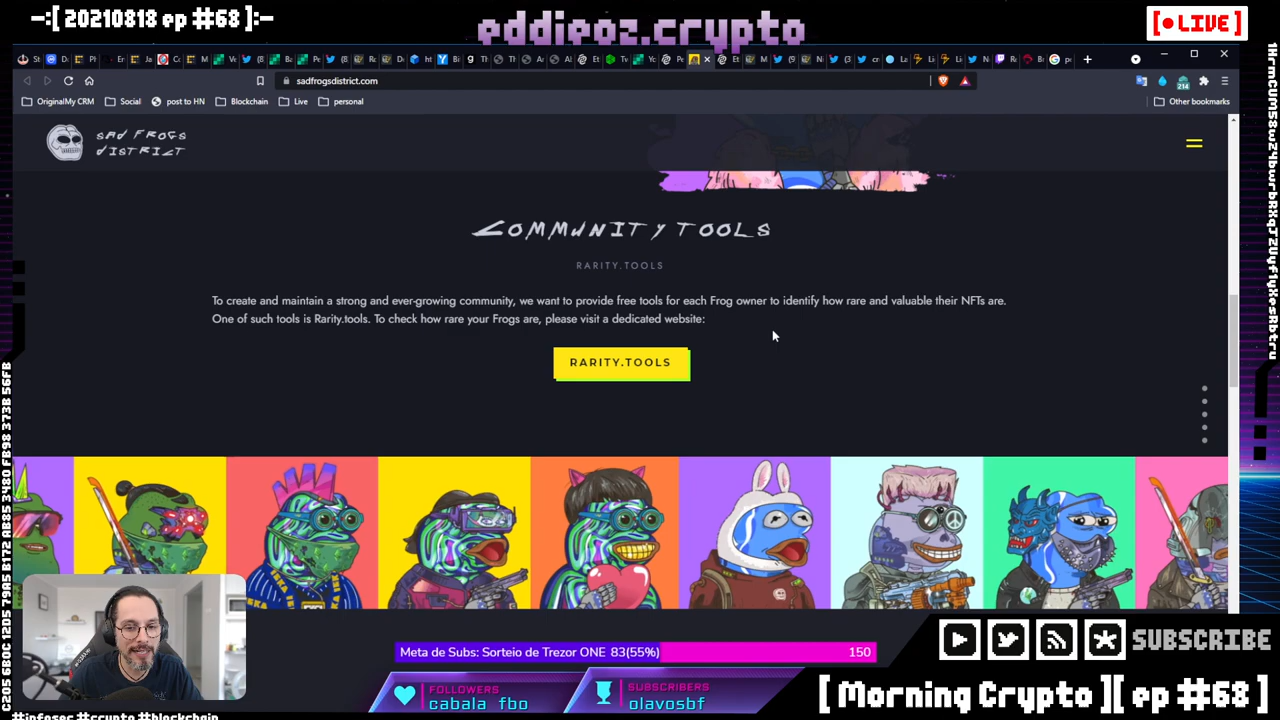 -:[ 20210818 ep #68 ]:-
eddieoz.crypto
[ • LIVE ]
sadfrogsdistrict.com
214
OriginalMy CRM
Social
post to HN
Blockchain
Live
personal
Other bookmarks
SAD FROGS
DISTRICT
COMMUNITY TOOLS
RARITY.TOOLS
To create and maintain a strong and ever-growing community, we want to provide free tools for each Frog owner to identify how rare and valuable their NFTs are.
One of such tools is Rarity.tools. To check how rare your Frogs are, please visit a dedicated website:
RARITY.TOOLS
Meta de Subs: Sorteio de Trezor ONE 83(55%)
150
FOLLOWERS
cabala_fbo
SUBSCRIBERS
olavosbf
SUBSCRIBE
[ Morning Crypto ][ ep #68 ]
#infosec #crypto #blockchain